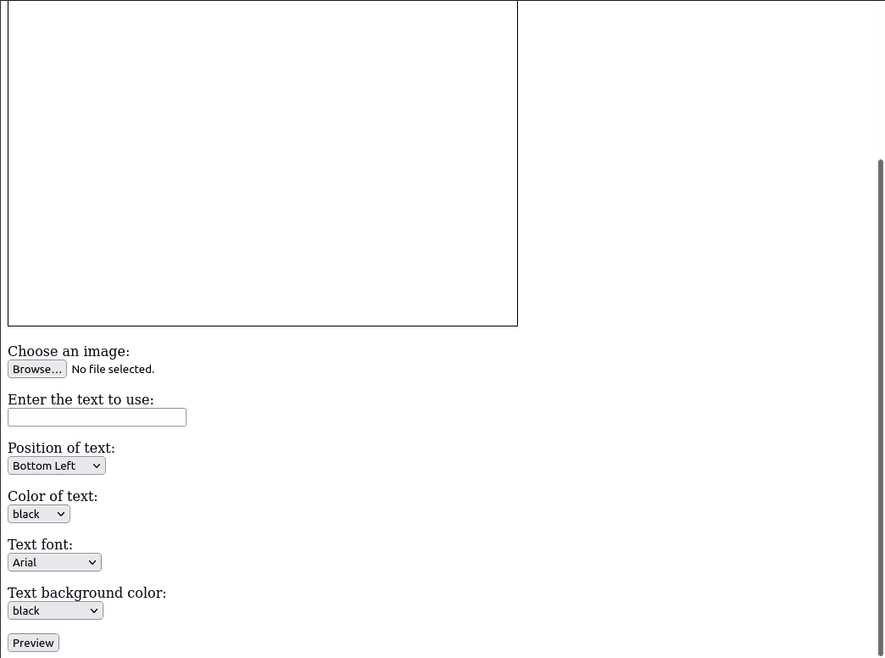 Choose an image:
Browse... No file selected.
Enter the text to use:
Position of text:
Bottom Left
Color of text:
black
Text font:
Arial
Text background color:
black
Preview